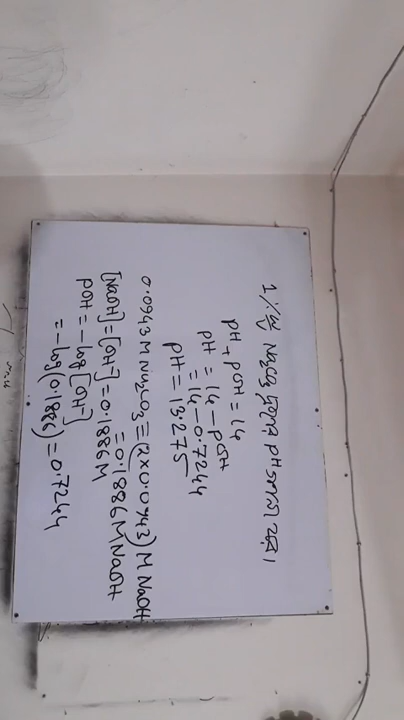 1% যুক্ত Na2CO3 দ্রবণের pH গণনা কর।
pH + pOH = 14
pH = 14 - pOH
= 14 - 0.7244
pH = 13.275
0.0943 M Na2CO3 ≡ (2×0.0943) M NaOH
= 0.1886 M NaOH
[NaOH] = [OH⁻] = 0.1886 M
pOH = -log[OH⁻]
= -log(0.1886) = 0.7244